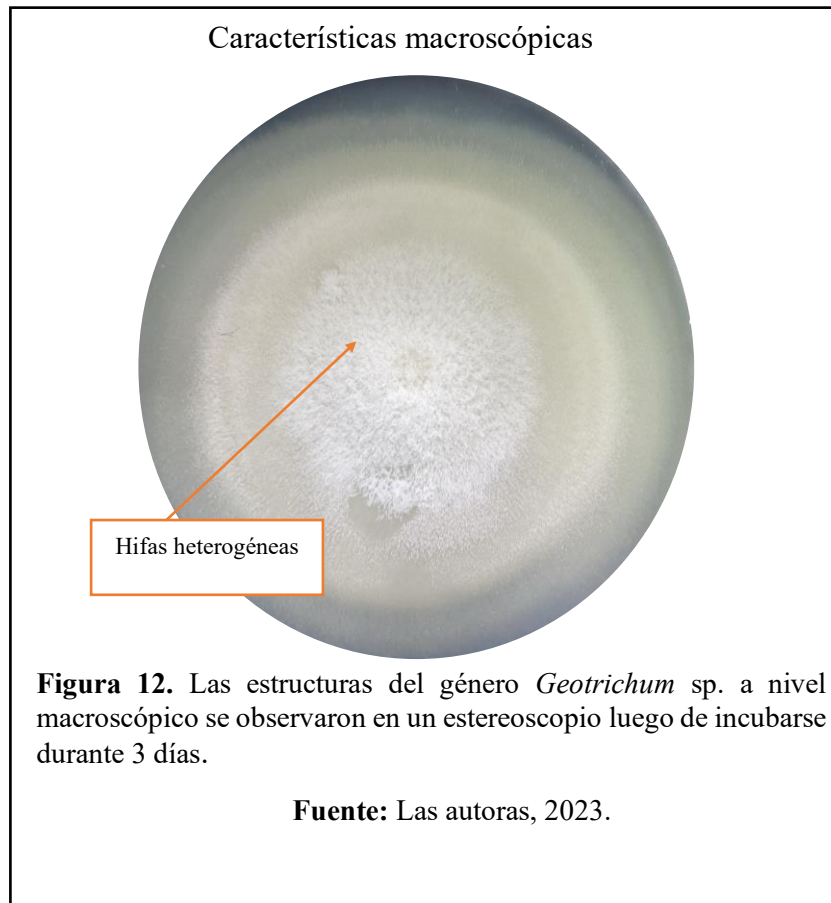 Características macroscópicas
Hifas heterogéneas
Figura 12. Las estructuras del género Geotrichum sp. a nivel
macroscópico se observaron en un estereoscopio luego de incubarse
durante 3 días.
Fuente: Las autoras, 2023.